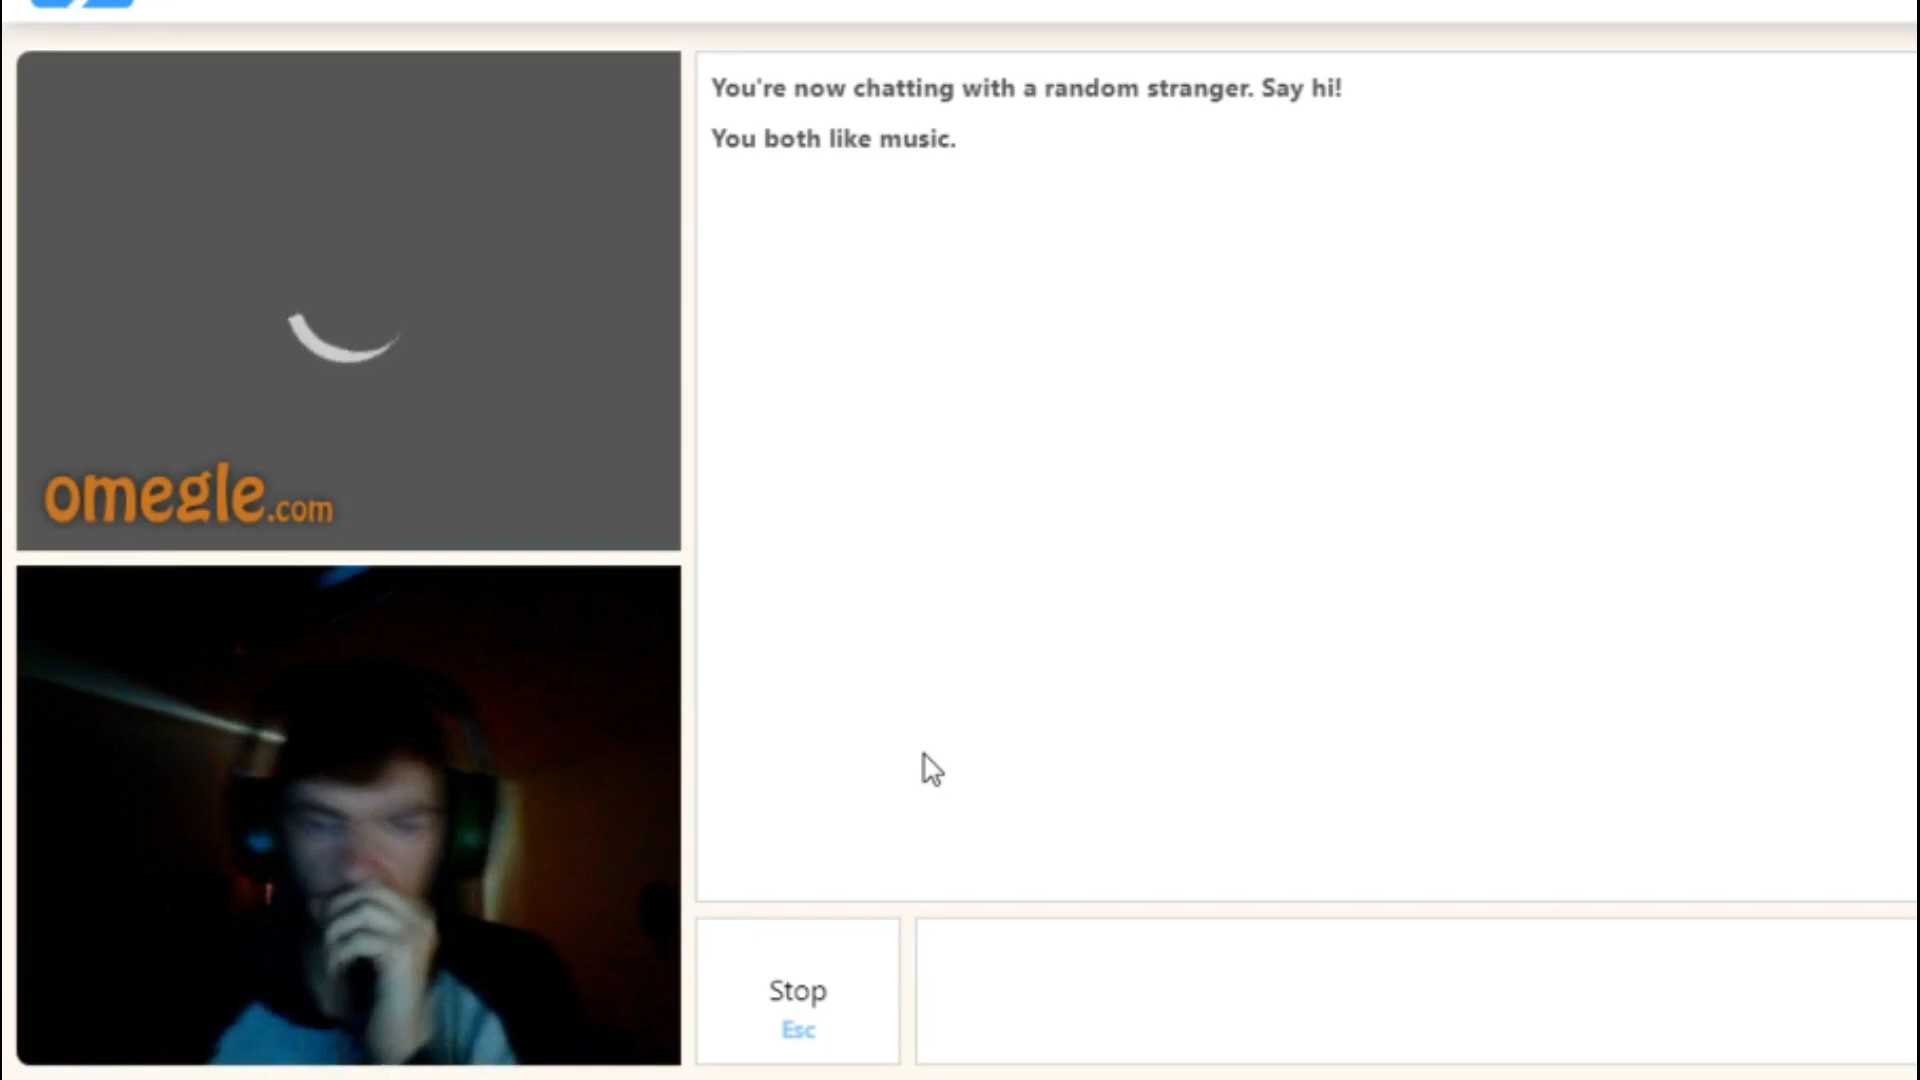 You're now chatting with a random stranger. Say hi!
You both like music.
omegle.com
Stop
Esc